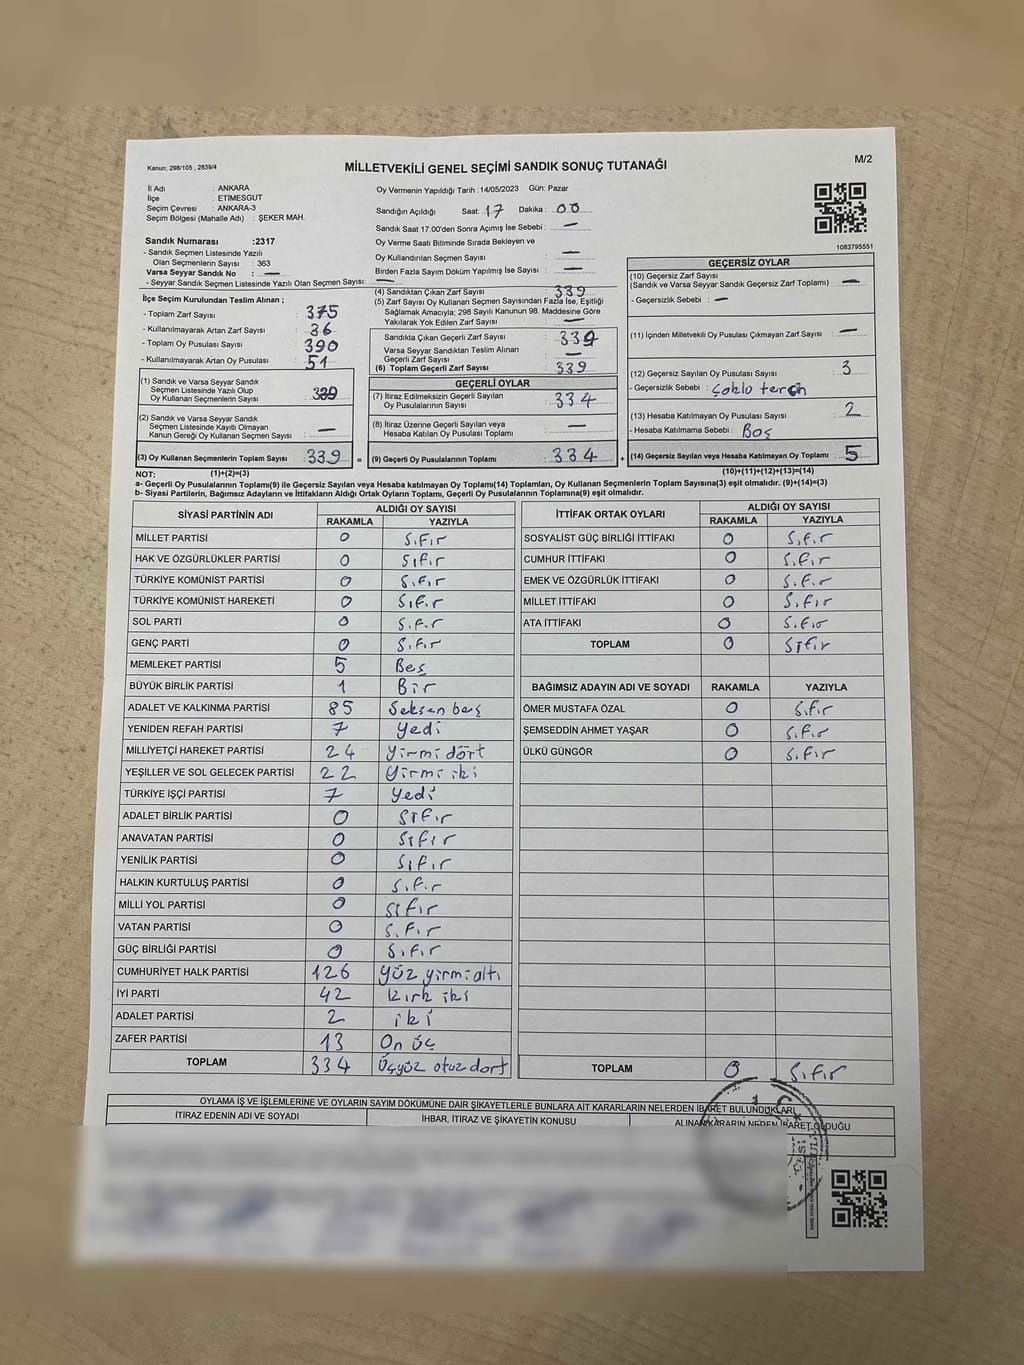 Kanun: 298/105 , 2839/4
MİLLETVEKİLİ GENEL SEÇİMİ SANDIK SONUÇ TUTANAĞI
M/2
İl Adı : ANKARA
İlçe : ETİMESGUT
Seçim Çevresi : ANKARA-3
Seçim Bölgesi (Mahalle Adı) : ŞEKER MAH.
Oy Vermenin Yapıldığı Tarih : 14/05/2023 Gün: Pazar
Sandığın Açıldığı Saat: 17 Dakika : 00
Sandık Saat 17:00'den Sonra Açımış İse Sebebi : —
Oy Verme Saati Bitiminde Sırada Bekleyen ve
Oy Kullandırılan Seçmen Sayısı : —
Birden Fazla Sayım Döküm Yapılmış İse Sayısı : —
1083795551
Sandık Numarası :2317
- Sandık Seçmen Listesinde Yazılı
Olan Seçmenlerin Sayısı : 363
Varsa Seyyar Sandık No : —
- Seyyar Sandık Seçmen Listesinde Yazılı Olan Seçmen Sayısı: —
İlçe Seçim Kurulundan Teslim Alınan ;
- Toplam Zarf Sayısı : 375
- Kullanılmayarak Artan Zarf Sayısı : 36
- Toplam Oy Pusulası Sayısı : 390
- Kullanılmayarak Artan Oy Pusulası : 51
(1) Sandık ve Varsa Seyyar Sandık
Seçmen Listesinde Yazılı Olup
Oy Kullanan Seçmenlerin Sayısı : 339
(2) Sandık ve Varsa Seyyar Sandık
Seçmen Listesinde Kayıtlı Olmayan
Kanun Gereği Oy Kullanan Seçmen Sayısı : —
(3) Oy Kullanan Seçmenlerin Toplam Sayısı : 339
(4) Sandıktan Çıkan Zarf Sayısı : 339
(5) Zarf Sayısı Oy Kullanan Seçmen Sayısından Fazla İse, Eşitliği
Sağlamak Amacıyla; 298 Sayılı Kanunun 98. Maddesine Göre
Yakılarak Yok Edilen Zarf Sayısı : —
Sandıkta Çıkan Geçerli Zarf Sayısı : 339
Varsa Seyyar Sandıktan Teslim Alınan
Geçerli Zarf Sayısı : —
(6) Toplam Geçerli Zarf Sayısı : 339
GEÇERLİ OYLAR
(7) İtiraz Edilmeksizin Geçerli Sayılan
Oy Pusulalarının Sayısı : 334
(8) İtiraz Üzerine Geçerli Sayılan veya
Hesaba Katılan Oy Pusulası Toplamı : —
= (9) Geçerli Oy Pusulalarının Toplamı : 334
GEÇERSİZ OYLAR
(10) Geçersiz Zarf Sayısı
(Sandık ve Varsa Seyyar Sandık Geçersiz Zarf Toplamı) : —
- Geçersizlik Sebebi : —
(11) İçinden Milletvekili Oy Pusulası Çıkmayan Zarf Sayısı : —
(12) Geçersiz Sayılan Oy Pusulası Sayısı : 3
- Geçersizlik Sebebi : Çoklo tercih
(13) Hesaba Katılmayan Oy Pusulası Sayısı : 2
- Hesaba Katılmama Sebebi : Boş
+ (14) Geçersiz Sayılan veya Hesaba Katılmayan Oy Toplamı : 5
NOT: (1)+(2)=(3)
(10)+(11)+(12)+(13)=(14)
a- Geçerli Oy Pusulalarının Toplamı(9) ile Geçersiz Sayılan veya Hesaba katılmayan Oy Toplamı(14) Toplamları, Oy Kullanan Seçmenlerin Toplam Sayısına(3) eşit olmalıdır. (9)+(14)=(3)
b- Siyasi Partilerin, Bağımsız Adayların ve İttifakların Aldığı Ortak Oyların Toplamı, Geçerli Oy Pusulalarının Toplamına(9) eşit olmalıdır.
SİYASİ PARTİNİN ADI ALDIĞI OY SAYISI
RAKAMLA YAZIYLA
MİLLET PARTİSİ 0 Sıfır
HAK VE ÖZGÜRLÜKLER PARTİSİ 0 Sıfır
TÜRKİYE KOMÜNİST PARTİSİ 0 Sıfır
TÜRKİYE KOMÜNİST HAREKETİ 0 Sıfır
SOL PARTİ 0 Sıfır
GENÇ PARTİ 0 Sıfır
MEMLEKET PARTİSİ 5 Beş
BÜYÜK BİRLİK PARTİSİ 1 Bir
ADALET VE KALKINMA PARTİSİ 85 Seksen beş
YENİDEN REFAH PARTİSİ 7 Yedi
MİLLİYETÇİ HAREKET PARTİSİ 24 Yirmi dört
YEŞİLLER VE SOL GELECEK PARTİSİ 22 Yirmi iki
TÜRKİYE İŞÇİ PARTİSİ 7 Yedi
ADALET BİRLİK PARTİSİ 0 Sıfır
ANAVATAN PARTİSİ 0 Sıfır
YENİLİK PARTİSİ 0 Sıfır
HALKIN KURTULUŞ PARTİSİ 0 Sıfır
MİLLİ YOL PARTİSİ 0 Sıfır
VATAN PARTİSİ 0 Sıfır
GÜÇ BİRLİĞİ PARTİSİ 0 Sıfır
CUMHURİYET HALK PARTİSİ 126 Yüz yirmi altı
İYİ PARTİ 42 Kırk iki
ADALET PARTİSİ 2 iki
ZAFER PARTİSİ 13 On üç
TOPLAM 334 Üçyüz otuz dort
İTTİFAK ORTAK OYLARI ALDIĞI OY SAYISI
RAKAMLA YAZIYLA
SOSYALİST GÜÇ BİRLİĞİ İTTİFAKI 0 Sıfır
CUMHUR İTTİFAKI 0 Sıfır
EMEK VE ÖZGÜRLÜK İTTİFAKI 0 Sıfır
MİLLET İTTİFAKI 0 Sıfır
ATA İTTİFAKI 0 Sıfır
TOPLAM 0 Sıfır
BAĞIMSIZ ADAYIN ADI VE SOYADI RAKAMLA YAZIYLA
ÖMER MUSTAFA ÖZAL 0 Sıfır
ŞEMSEDDİN AHMET YAŞAR 0 Sıfır
ÜLKÜ GÜNGÖR 0 Sıfır
TOPLAM 0 Sıfır
OYLAMA İŞ VE İŞLEMLERİNE VE OYLARIN SAYIM DÖKÜMÜNE DAİR ŞİKAYETLERLE BUNLARA AİT KARARLARIN NELERDEN İBARET BULUNDUKLARI
İTİRAZ EDENİN ADI VE SOYADI İHBAR, İTİRAZ VE ŞİKAYETİN KONUSU ALINAN KARARIN NEDEN İBARET OLDUĞU